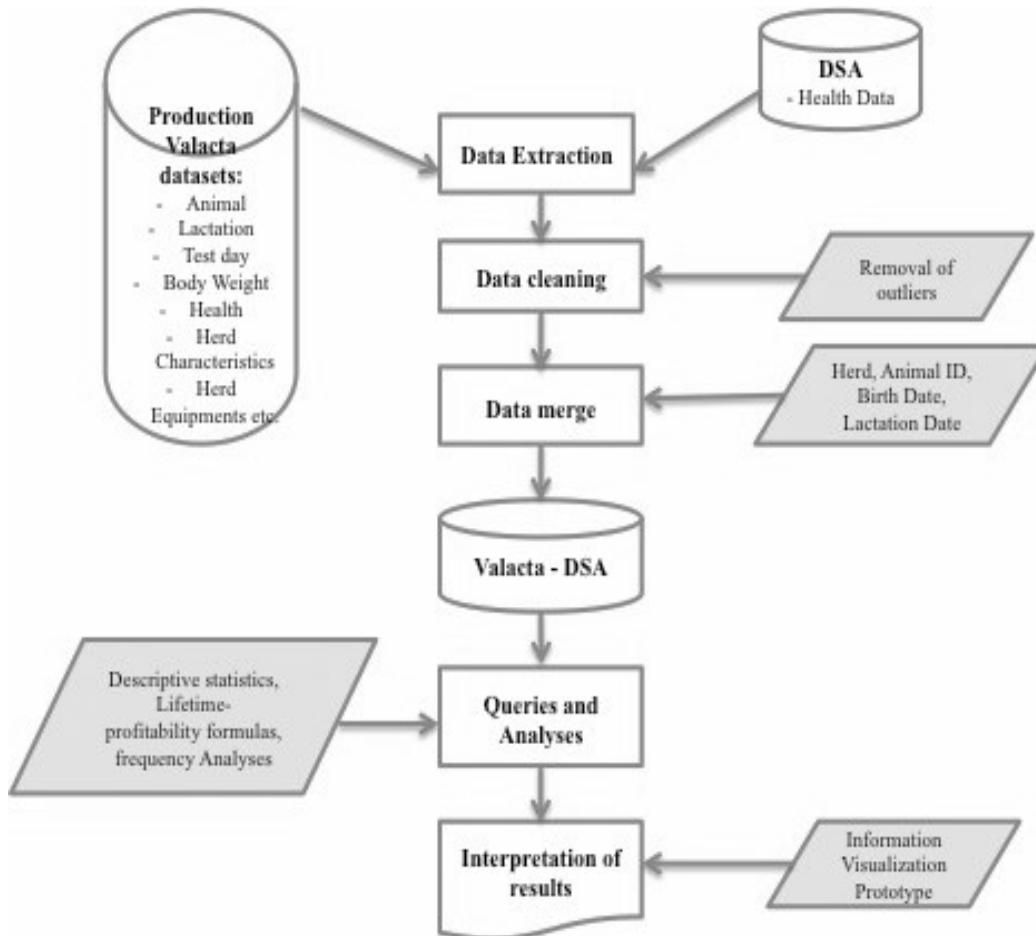 Production
Valacta
datasets:
- Animal
- Lactation
- Test day
- Body Weight
- Health
- Herd
Characteristics
- Herd
Equipments etc.
DSA
- Health Data
Data Extraction
Data cleaning
Removal of
outliers
Data merge
Herd, Animal ID,
Birth Date,
Lactation Date
Valacta - DSA
Descriptive statistics,
Lifetime-
profitability formulas,
frequency Analyses
Queries and
Analyses
Interpretation of
results
Information
Visualization
Prototype